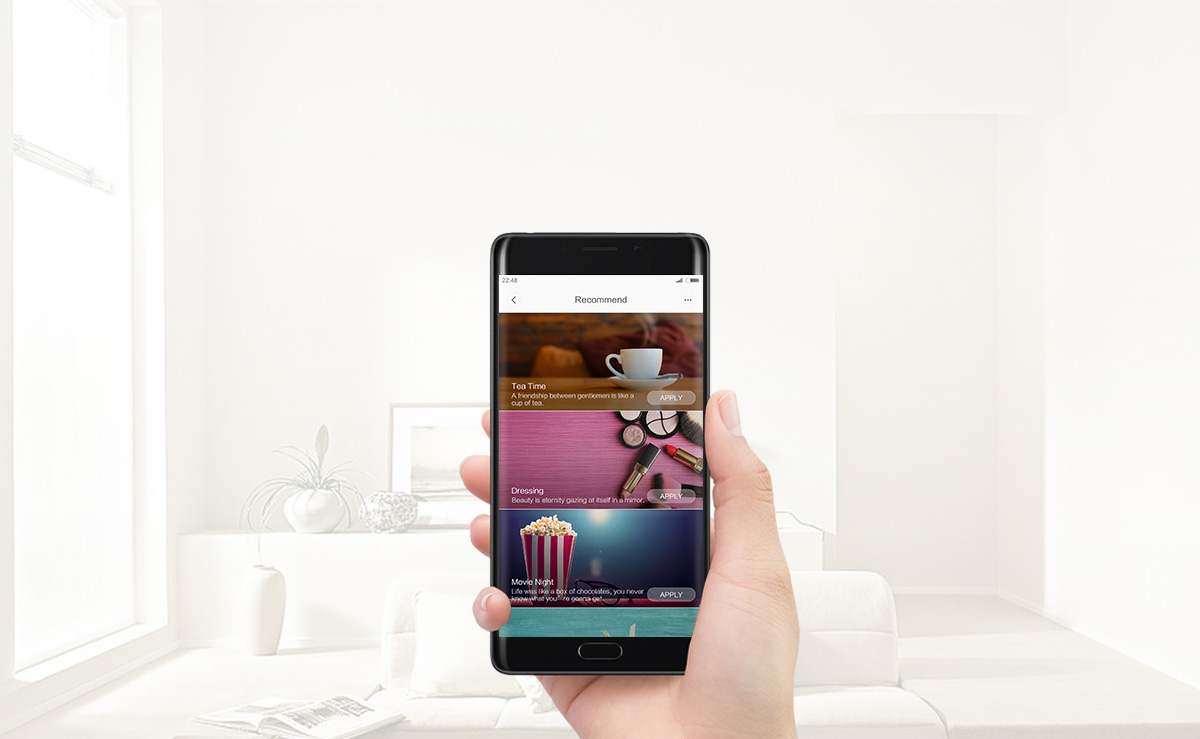 22:48
Recommend
Tea Time
A friendship between gentlemen is like a
cup of tea.
APPLY
Dressing
Beauty is eternity gazing at itself in a mirror.
APPLY
Movie Night
Life was like a box of chocolates, you never
know what you're gonna get.
APPLY